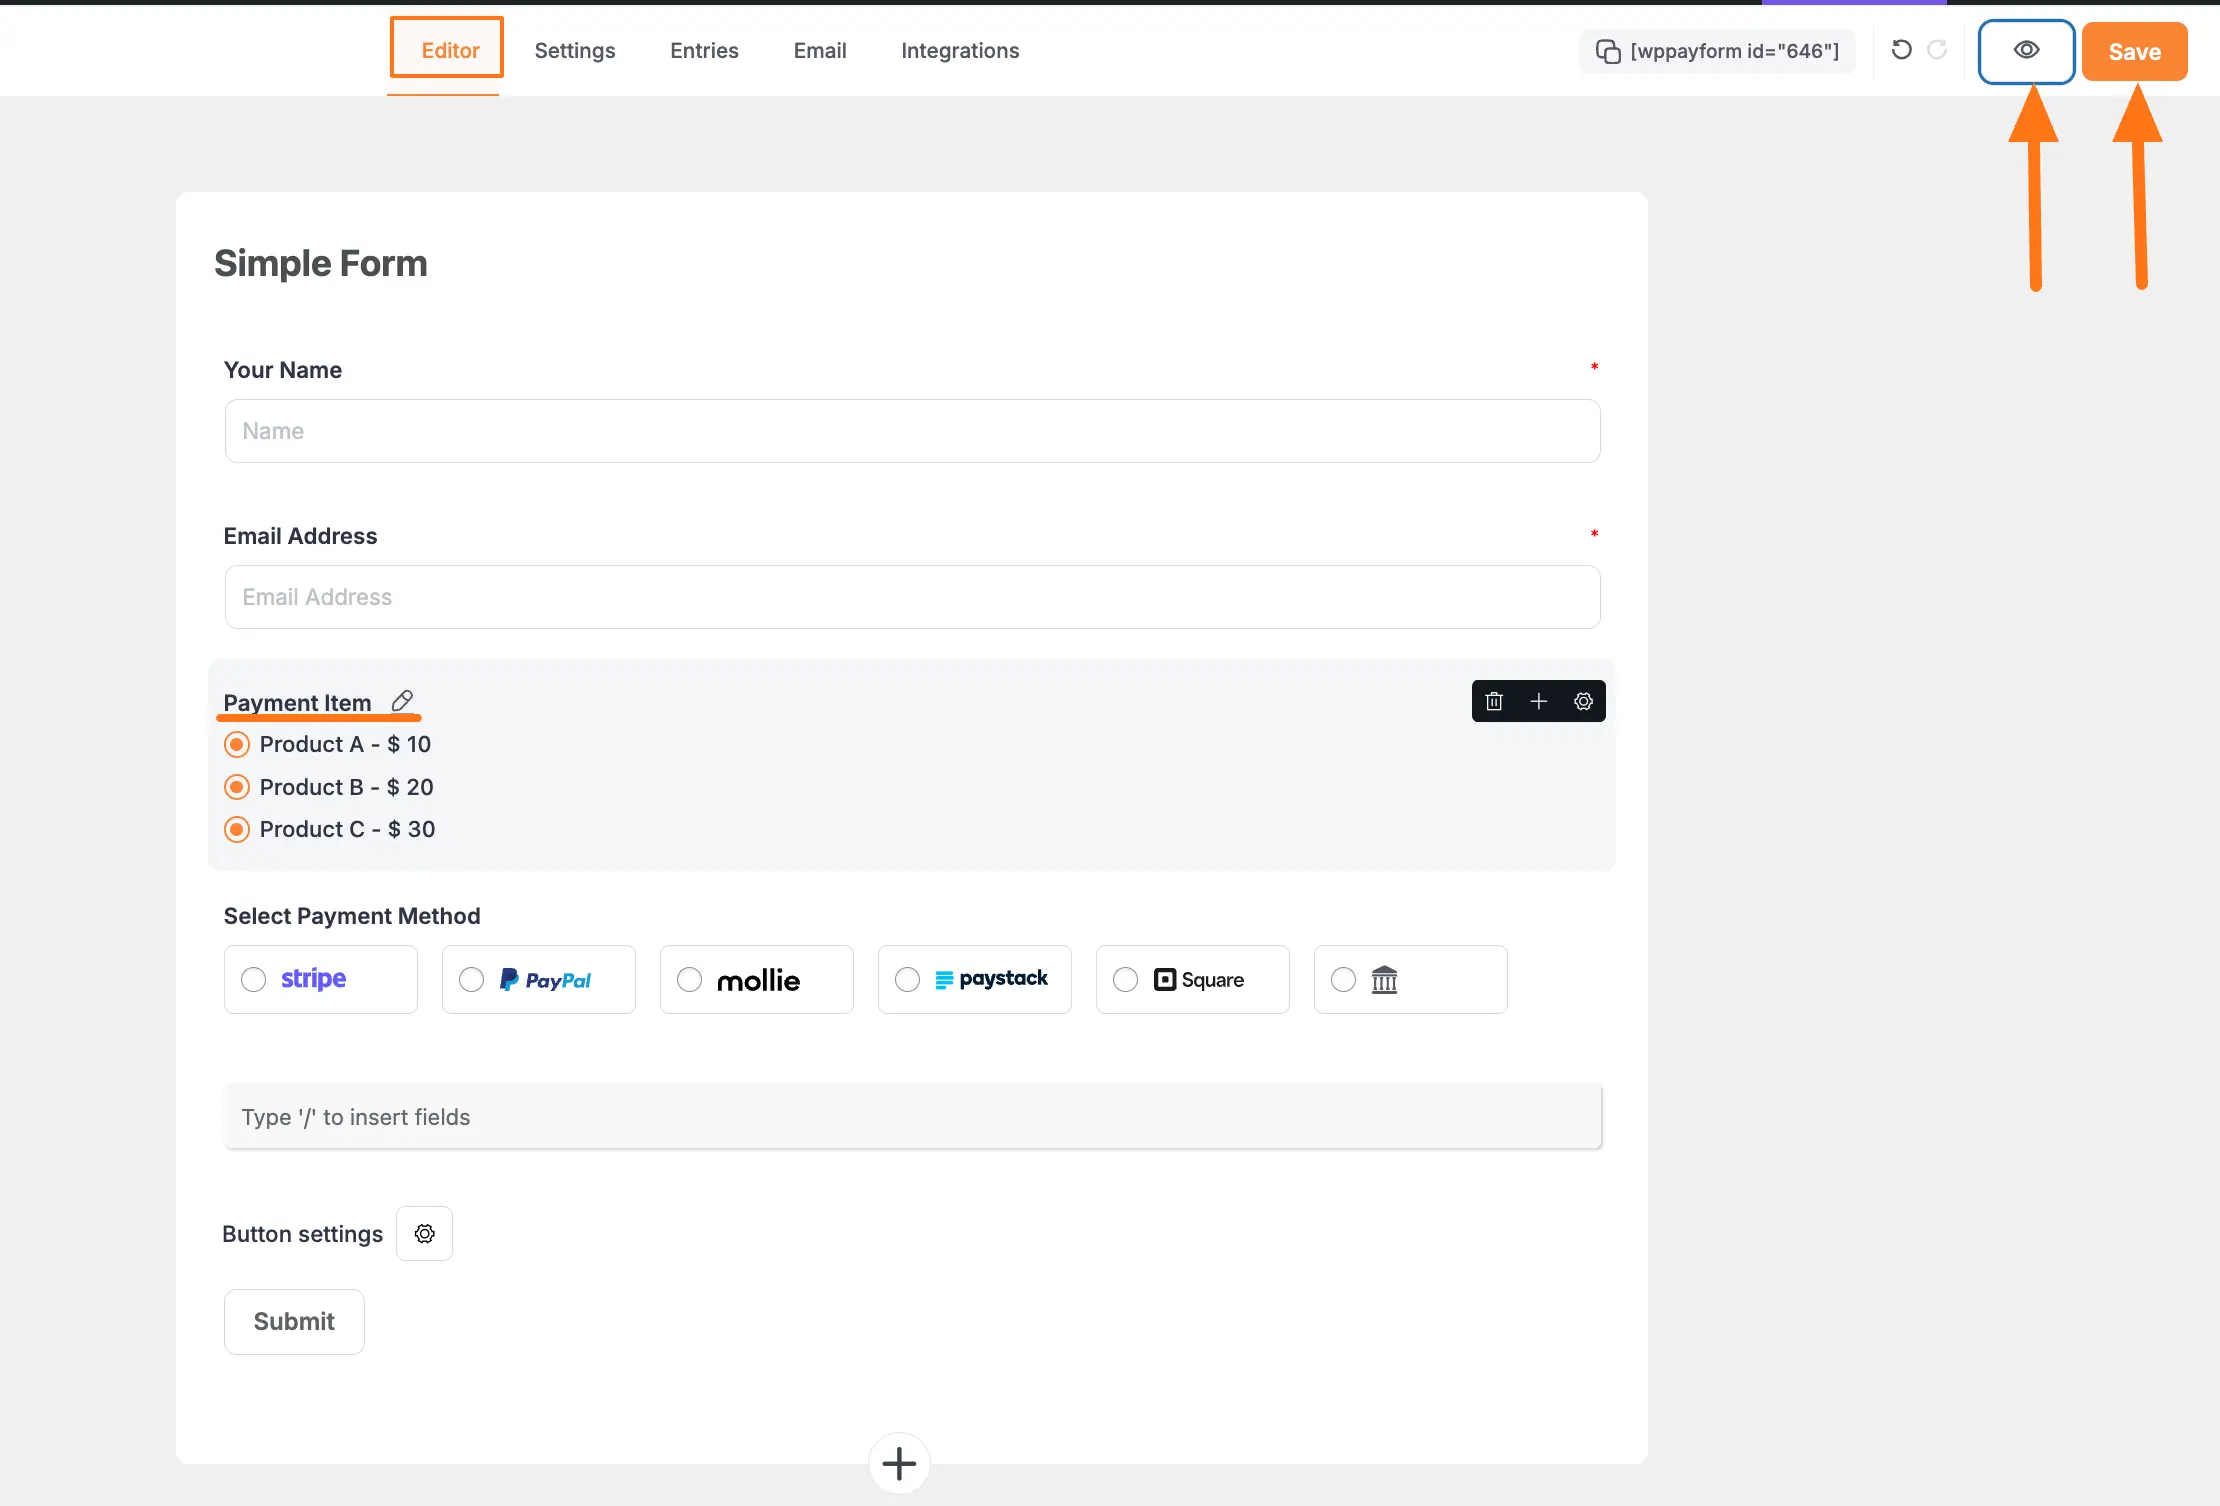 Editor Settings Entries Email Integrations [wppayform id="646"] Save
Simple Form
Your Name *
Name
Email Address *
Email Address
Payment Item
Product A - $ 10
Product B - $ 20
Product C - $ 30
Select Payment Method
stripe PayPal mollie paystack Square
Type '/' to insert fields
Button settings
Submit